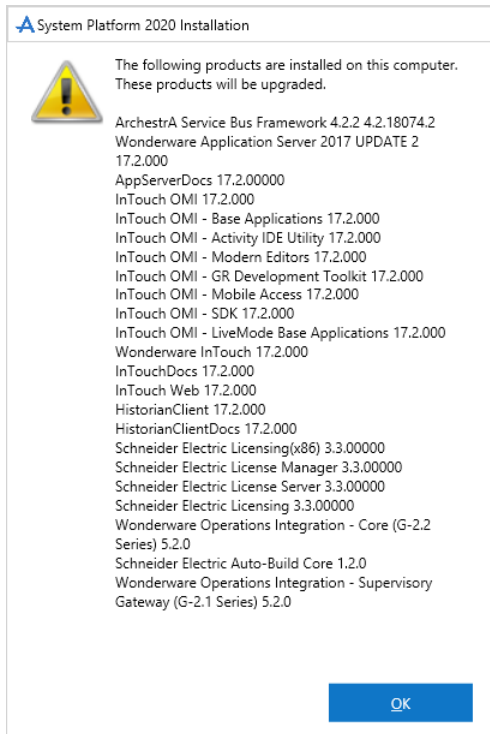 System Platform 2020 Installation
The following products are installed on this computer.
These products will be upgraded.
ArchestrA Service Bus Framework 4.2.2 4.2.18074.2
Wonderware Application Server 2017 UPDATE 2
17.2.000
AppServerDocs 17.2.00000
InTouch OMI 17.2.000
InTouch OMI - Base Applications 17.2.000
InTouch OMI - Activity IDE Utility 17.2.000
InTouch OMI - Modern Editors 17.2.000
InTouch OMI - GR Development Toolkit 17.2.000
InTouch OMI - Mobile Access 17.2.000
InTouch OMI - SDK 17.2.000
InTouch OMI - LiveMode Base Applications 17.2.000
Wonderware InTouch 17.2.000
InTouchDocs 17.2.000
InTouch Web 17.2.000
HistorianClient 17.2.000
HistorianClientDocs 17.2.000
Schneider Electric Licensing(x86) 3.3.00000
Schneider Electric License Manager 3.3.00000
Schneider Electric License Server 3.3.00000
Schneider Electric Licensing 3.3.00000
Wonderware Operations Integration - Core (G-2.2
Series) 5.2.0
Schneider Electric Auto-Build Core 1.2.0
Wonderware Operations Integration - Supervisory
Gateway (G-2.1 Series) 5.2.0
OK